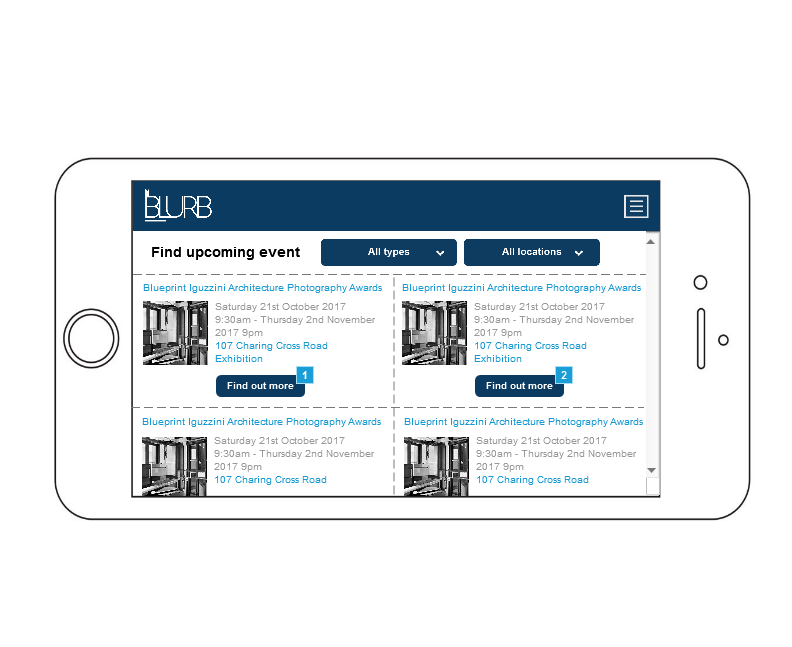 BLURB
Find upcoming event
All types
All locations
Blueprint Iguzzini Architecture Photography Awards
Saturday 21st October 2017
9:30am - Thursday 2nd November
2017 9pm
107 Charing Cross Road
Exhibition
Find out more
1
Blueprint Iguzzini Architecture Photography Awards
Saturday 21st October 2017
9:30am - Thursday 2nd November
2017 9pm
107 Charing Cross Road
Exhibition
Find out more
2
Blueprint Iguzzini Architecture Photography Awards
Saturday 21st October 2017
9:30am - Thursday 2nd November
2017 9pm
107 Charing Cross Road
Blueprint Iguzzini Architecture Photography Awards
Saturday 21st October 2017
9:30am - Thursday 2nd November
2017 9pm
107 Charing Cross Road